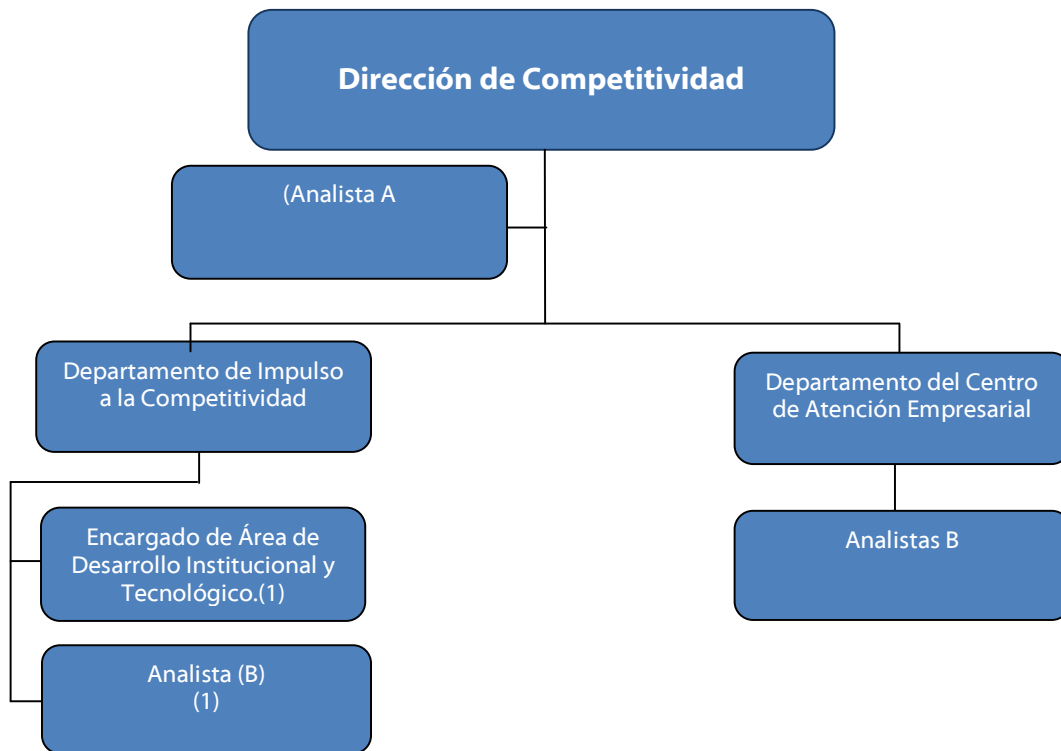 Dirección de Competitividad
(Analista A
Departamento de Impulso
a la Competitividad
Departamento del Centro
de Atención Empresarial
Encargado de Área de
Desarrollo Institucional y
Tecnológico.(1)
Analistas B
Analista (B)
(1)